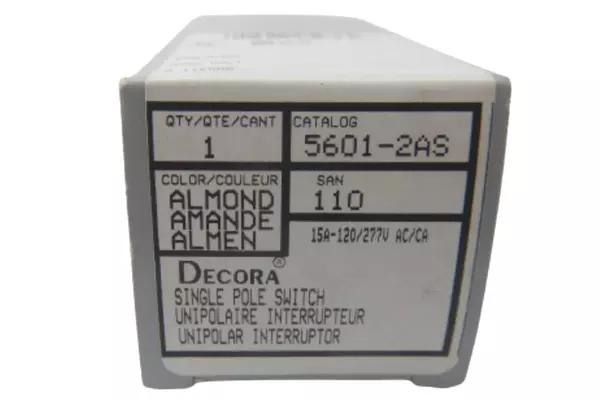 QTY/QTE/CANT
1
CATALOG
5601-2AS
COLOR/COULEUR
ALMOND
AMANDE
ALMEN
SAN
110
15A-120/277V AC/CA
DECORA®
SINGLE POLE SWITCH
UNIPOLAIRE INTERRUPTEUR
UNIPOLAR INTERRUPTOR